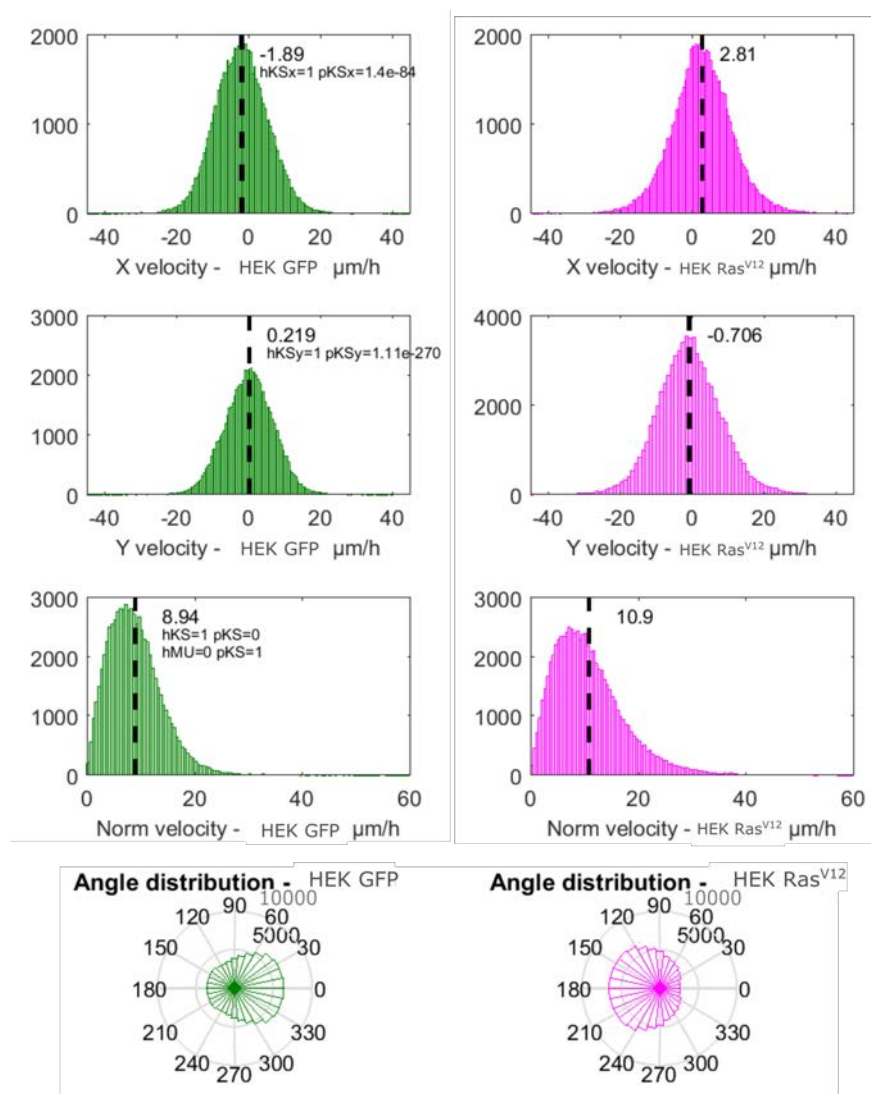 2000
1000
0
-1.89
hKSx=1 pKSx=1.4e-84
-40 -20 0 20 40
X velocity - HEK GFP µm/h
2000
1000
0
2.81
-40 -20 0 20 40
X velocity - HEK Ras^V12 µm/h
3000
2000
1000
0
0.219
hKSy=1 pKSy=1.11e-270
-40 -20 0 20 40
Y velocity - HEK GFP µm/h
4000
2000
0
-0.706
-40 -20 0 20 40
Y velocity - HEK Ras^V12 µm/h
3000
2000
1000
0
8.94
hKS=1 pKS=0
hMU=0 pKS=1
0 20 40 60
Norm velocity - HEK GFP µm/h
3000
2000
1000
0
10.9
0 20 40 60
Norm velocity - HEK Ras^V12 µm/h
Angle distribution - HEK GFP
90 10000
120 60
5000
150 30
180 0
210 330
240 300
270
Angle distribution - HEK Ras^V12
90 10000
120 60
5000
150 30
180 0
210 330
240 300
270